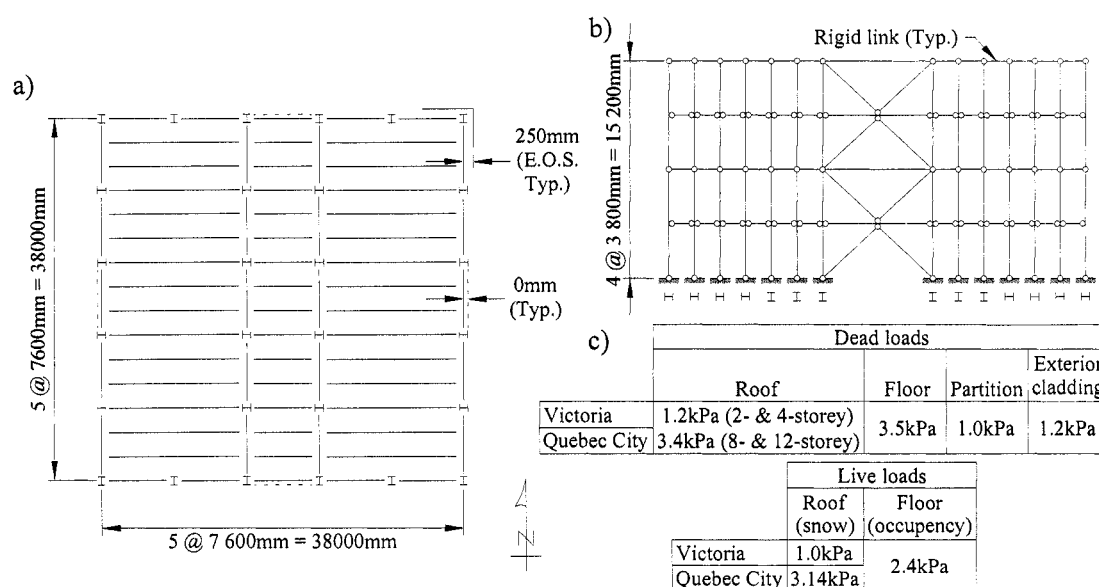 a)
250mm
(E.O.S.
Typ.)
0mm
(Typ.)
5 @ 7600mm = 38000mm
5 @ 7 600mm = 38000mm
N
b)
Rigid link (Typ.)
4 @ 3 800mm = 15 200mm
c)
Dead loads
Roof Floor Partition Exterior cladding
Victoria 1.2kPa (2- & 4-storey) 3.5kPa 1.0kPa 1.2kPa
Quebec City 3.4kPa (8- & 12-storey)
Live loads
Roof (snow) Floor (occupency)
Victoria 1.0kPa 2.4kPa
Quebec City 3.14kPa